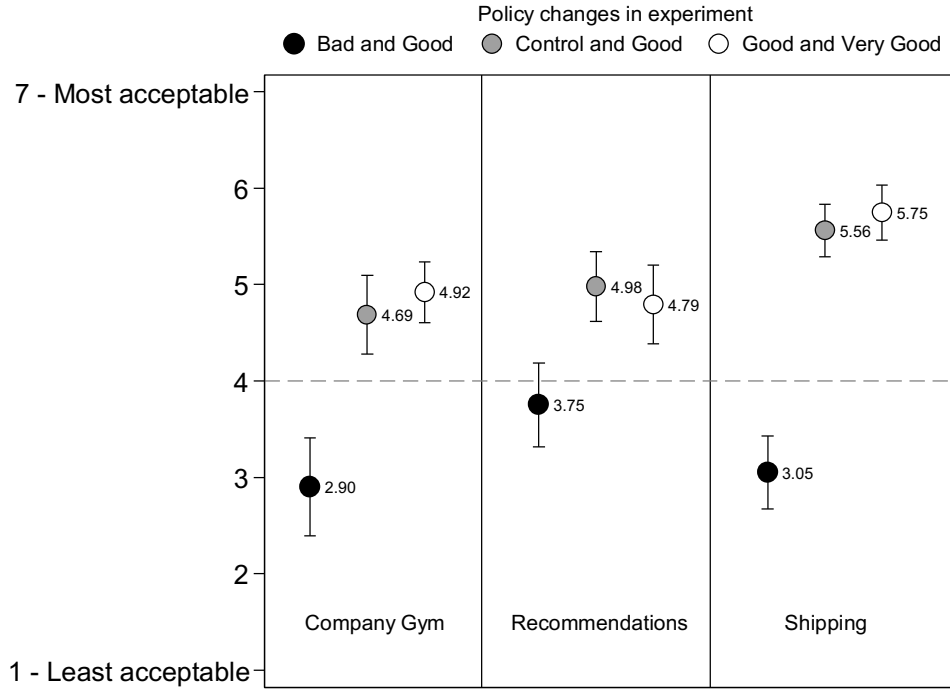 Policy changes in experiment
Bad and Good Control and Good Good and Very Good
7 - Most acceptable
6
5.75
5.56
5
4.98
4.92
4.79
4.69
4
3.75
3.05
3
2.90
2
Company Gym Recommendations Shipping
1 - Least acceptable